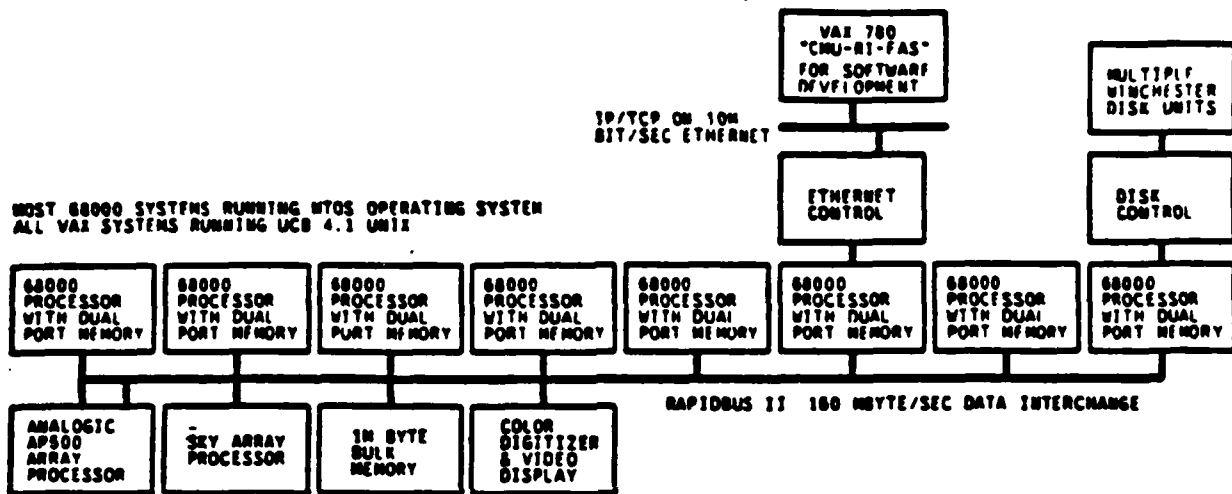 VAX 780
"CMU-RI-FAS"
FOR SOFTWARE
DEVELOPMENT
MULTIPLE
WINCHESTER
DISK UNITS
IP/TCP ON 10M
BIT/SEC ETHERNET
ETHERNET
CONTROL
DISK
CONTROL
MOST 68000 SYSTEMS RUNNING MTOS OPERATING SYSTEM
ALL VAX SYSTEMS RUNNING UCB 4.1 UNIX
68000
PROCESSOR
WITH DUAL
PORT MEMORY
68000
PROCESSOR
WITH DUAL
PORT MEMORY
68000
PROCESSOR
WITH DUAL
PORT MEMORY
68000
PROCESSOR
WITH DUAL
PORT MEMORY
68000
PROCESSOR
WITH DUAL
PORT MEMORY
68000
PROCESSOR
WITH DUAL
PORT MEMORY
68000
PROCESSOR
WITH DUAL
PORT MEMORY
68000
PROCESSOR
WITH DUAL
PORT MEMORY
RAPIDBUS II 160 MBYTE/SEC DATA INTERCHANGE
ANALOGIC
AP500
ARRAY
PROCESSOR
SKY ARRAY
PROCESSOR
1M BYTE
BULK
MEMORY
COLOR
DIGITIZER
& VIDEO
DISPLAY